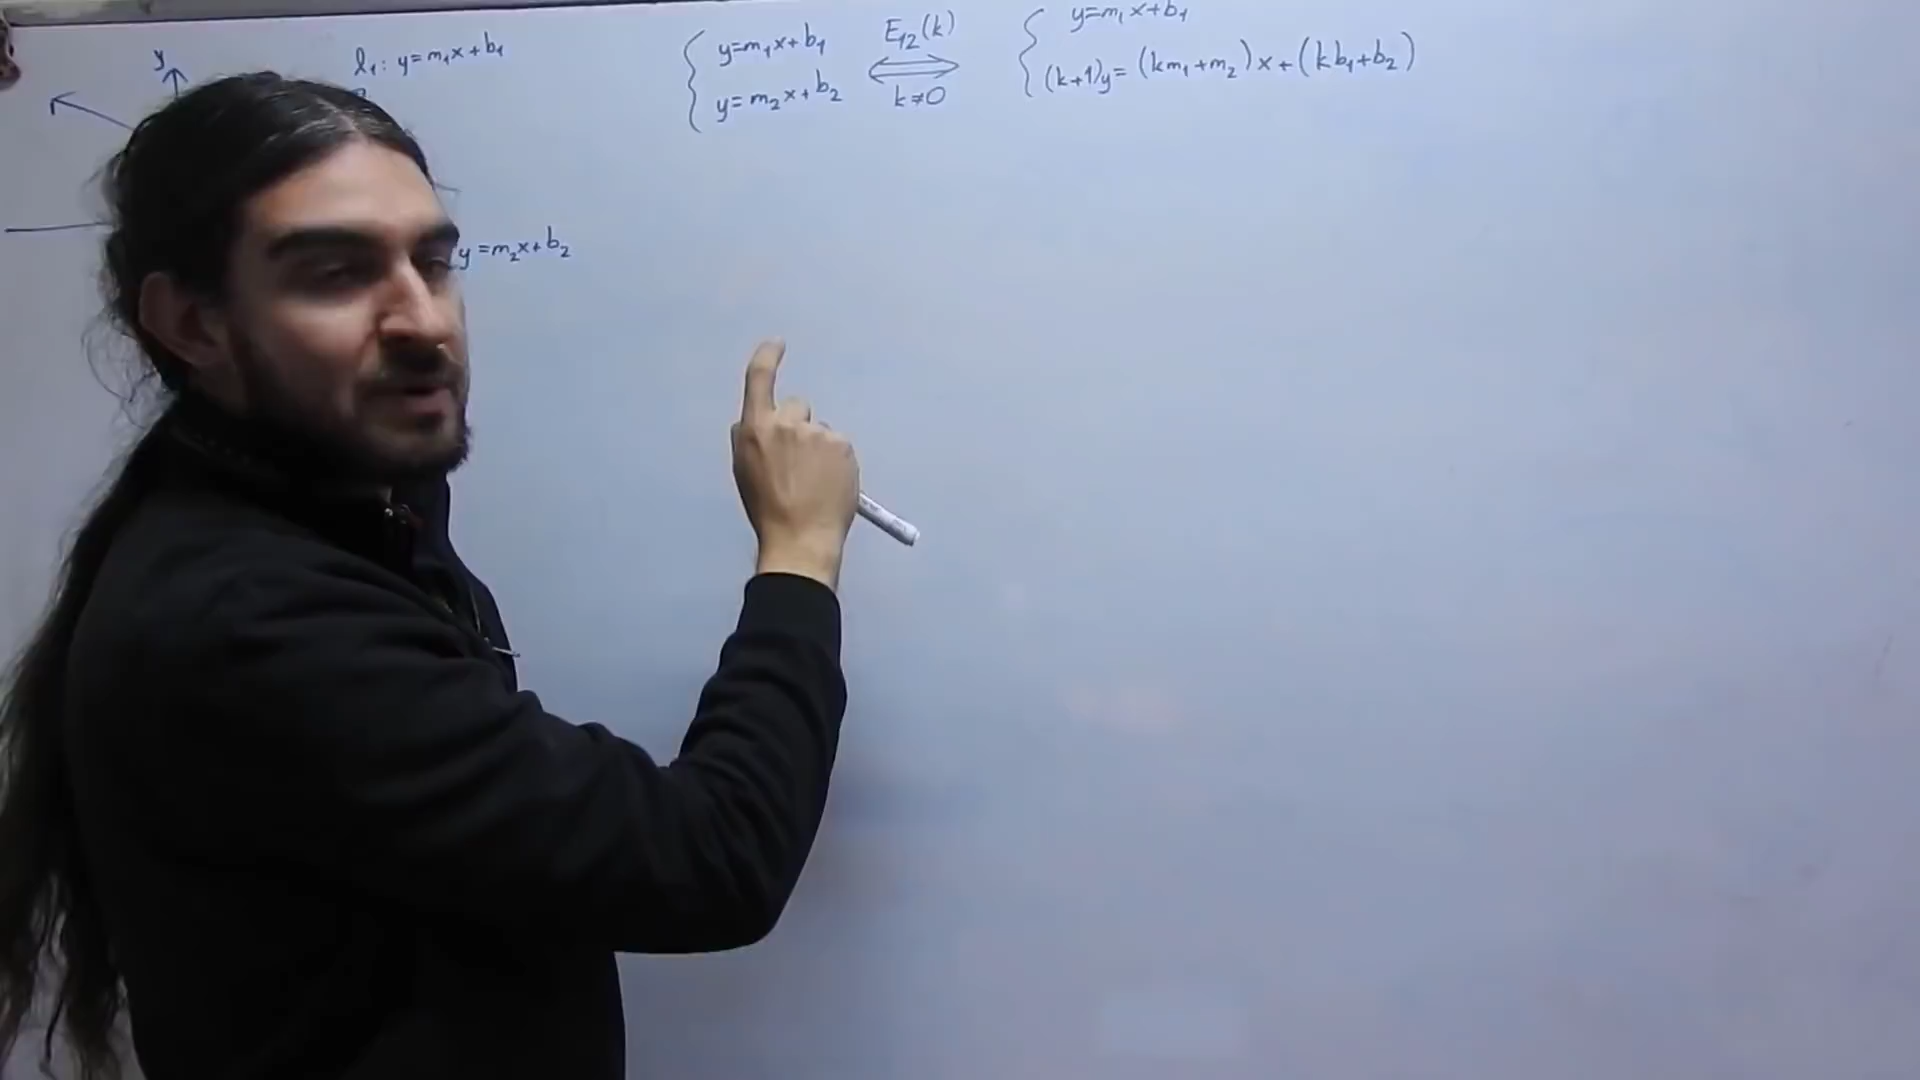 y
l₁: y=m₁x+b₁
y=m₂x+b₂
y=m₁x+b₁
y=m₂x+b₂
E₁₂(k)
k≠0
y=m₁x+b₁
(k+1)y=(km₁+m₂)x+(kb₁+b₂)